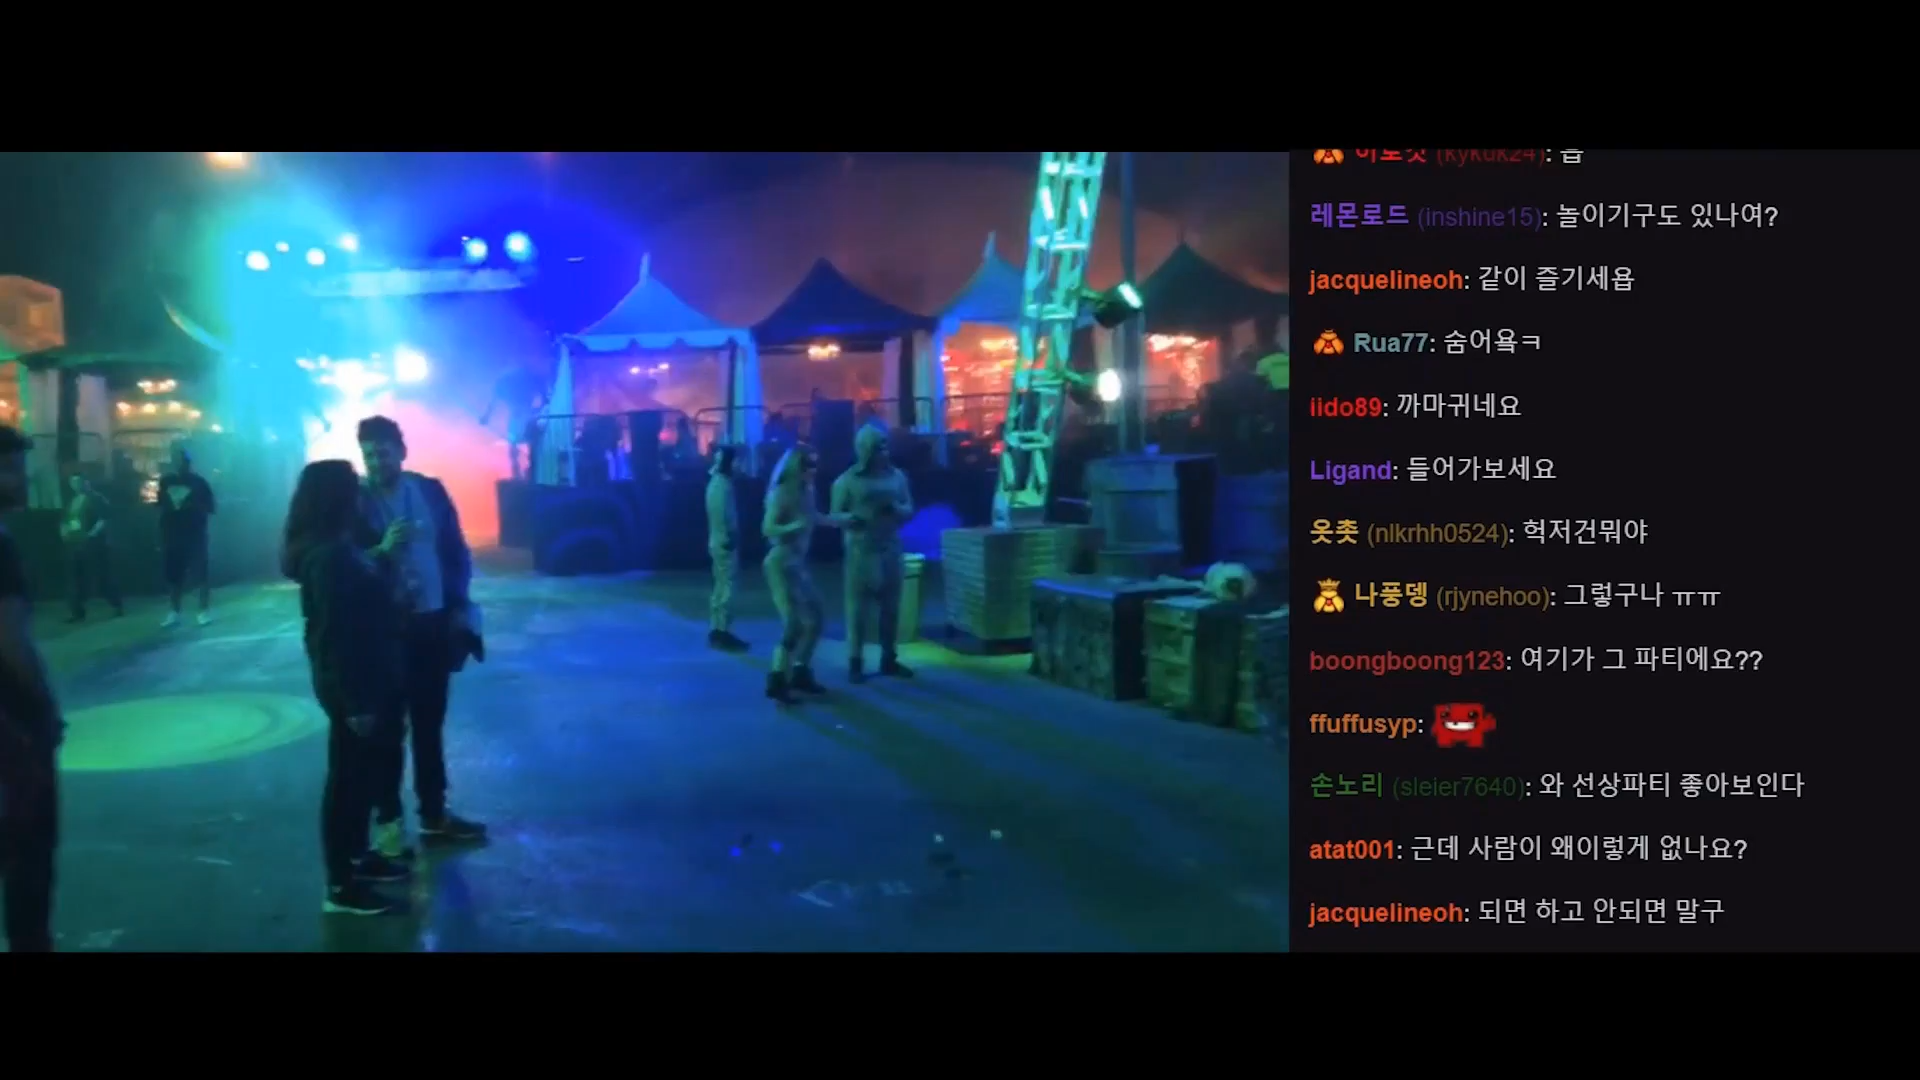 (kykdk24): 흡
레몬로드 (inshine15): 놀이기구도 있나여?
jacquelineoh: 같이 즐기세욥
Rua77: 숨어욬ㅋ
iido89: 까마귀네요
Ligand: 들어가보세요
옷촛 (nlkrhh0524): 헉저건뭐야
나풍뎅 (rjynehoo): 그렇구나 ㅠㅠ
boongboong123: 여기가 그 파티에요??
ffuffusyp:
손노리 (sleier7640): 와 선상파티 좋아보인다
atat001: 근데 사람이 왜이렇게 없나요?
jacquelineoh: 되면 하고 안되면 말구